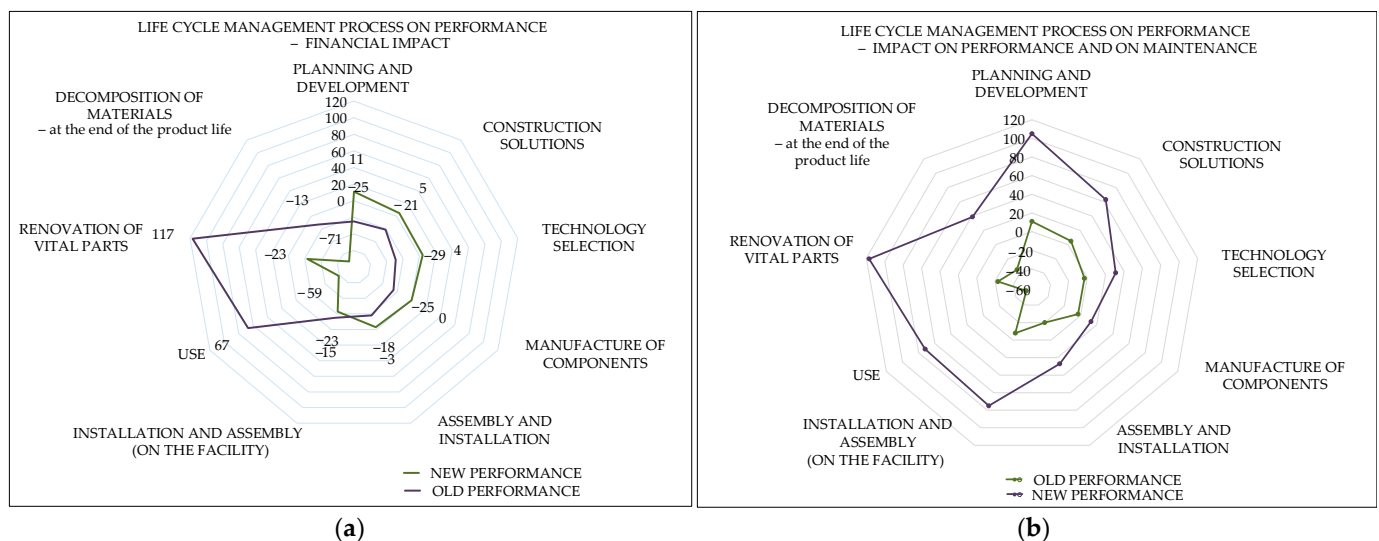 LIFE CYCLE MANAGEMENT PROCESS ON PERFORMANCE
– FINANCIAL IMPACT
PLANNING AND
DEVELOPMENT
DECOMPOSITION OF
MATERIALS
– at the end of the product life
CONSTRUCTION
SOLUTIONS
120
100
80
60
40
20
0
11
–25
5
–21
–13
–71
RENOVATION OF
VITAL PARTS
117
–23
TECHNOLOGY
SELECTION
–29
4
–59
–25
0
USE
67
–23
–15
–18
–3
MANUFACTURE OF
COMPONENTS
INSTALLATION AND ASSEMBLY
(ON THE FACILITY)
ASSEMBLY AND
INSTALLATION
NEW PERFORMANCE
OLD PERFORMANCE
(a)
LIFE CYCLE MANAGEMENT PROCESS ON PERFORMANCE
– IMPACT ON PERFORMANCE AND ON MAINTENANCE
PLANNING AND
DEVELOPMENT
DECOMPOSITION OF
MATERIALS
– at the end of the
product life
CONSTRUCTION
SOLUTIONS
120
100
80
60
40
20
0
–20
–40
–60
RENOVATION OF
VITAL PARTS
TECHNOLOGY
SELECTION
USE
MANUFACTURE OF
COMPONENTS
INSTALLATION AND
ASSEMBLY
(ON THE FACILITY)
ASSEMBLY AND
INSTALLATION
OLD PERFORMANCE
NEW PERFORMANCE
(b)